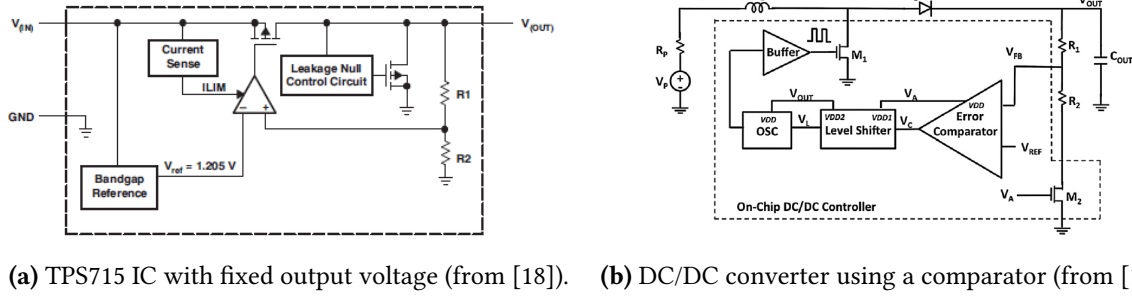 V(IN)
V(OUT)
Current
Sense
ILIM
Leakage Null
Control Circuit
R1
GND
R2
Vref = 1.205 V
Bandgap
Reference
VOUT
RP
VP
Buffer
M1
R1
VFB
COUT
R2
VOUT
VA
VDD
VDD
VDD2
VDD1
OSC
VL
Level Shifter
VC
Error
Comparator
VREF
VA
M2
On-Chip DC/DC Controller
(a) TPS715 IC with fixed output voltage (from [18]).
(b) DC/DC converter using a comparator (from [